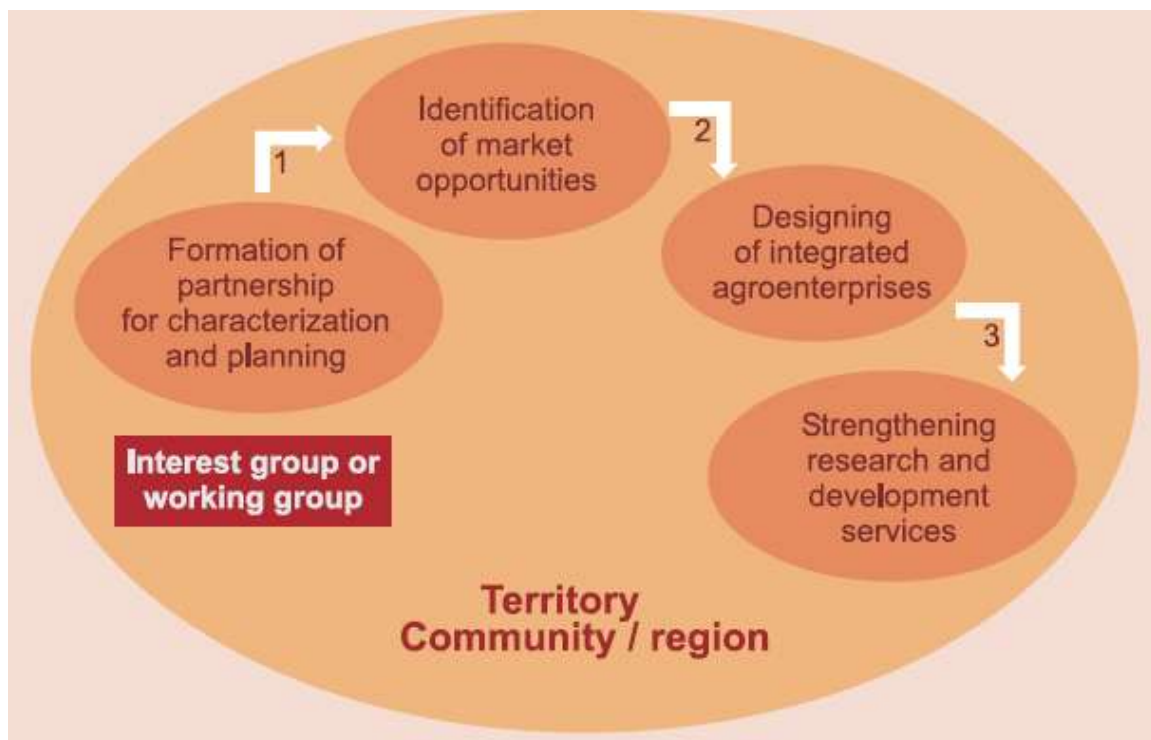 Identification
of market
opportunities
1
2
Formation of
partnership
for characterization
and planning
Designing
of integrated
agroenterprises
3
Interest group or
working group
Strengthening
research and
development
services
Territory
Community / region